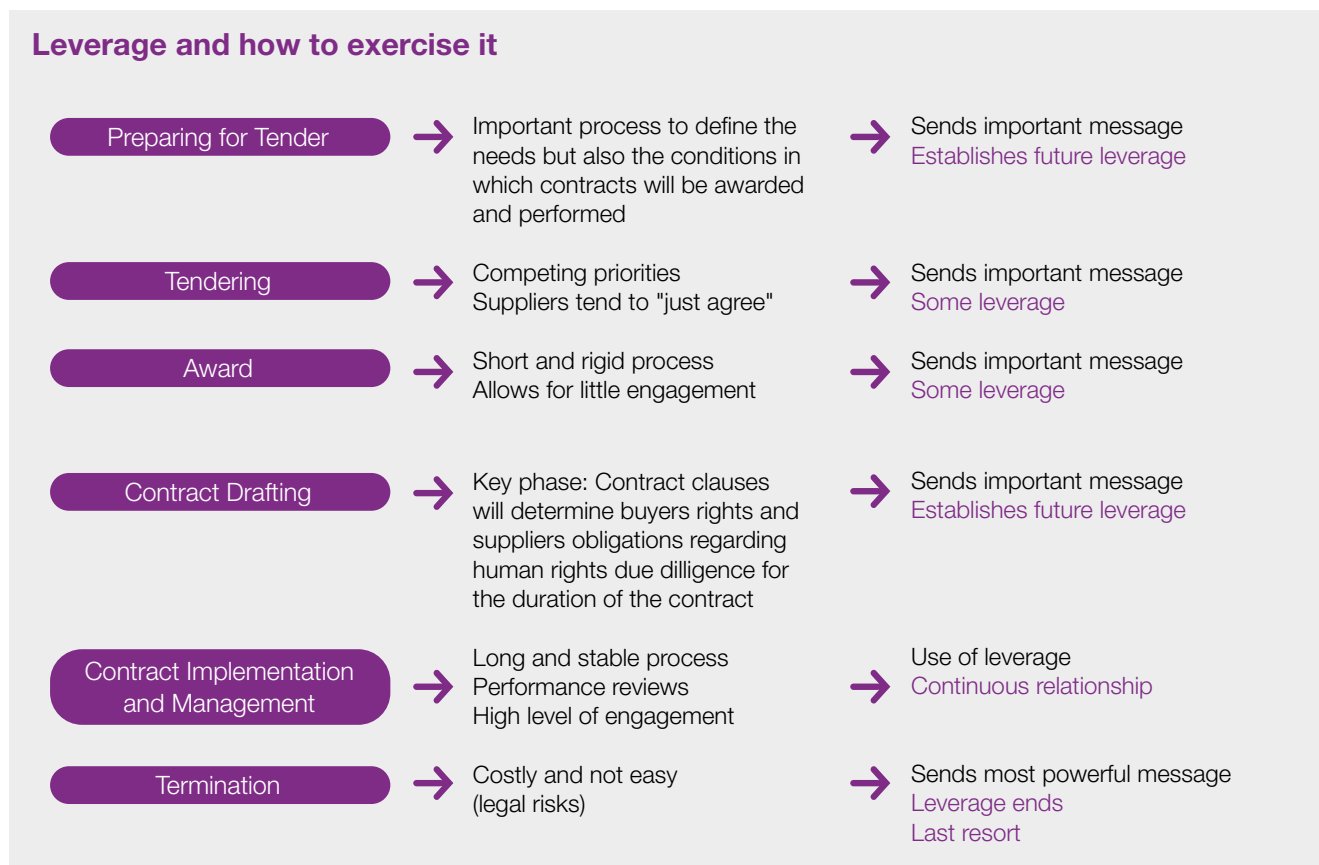 Leverage and how to exercise it
Preparing for Tender
Important process to define the
needs but also the conditions in
which contracts will be awarded
and performed
Sends important message
Establishes future leverage
Tendering
Competing priorities
Suppliers tend to "just agree"
Sends important message
Some leverage
Award
Short and rigid process
Allows for little engagement
Sends important message
Some leverage
Contract Drafting
Key phase: Contract clauses
will determine buyers rights and
suppliers obligations regarding
human rights due dilligence for
the duration of the contract
Sends important message
Establishes future leverage
Contract Implementation
and Management
Long and stable process
Performance reviews
High level of engagement
Use of leverage
Continuous relationship
Termination
Costly and not easy
(legal risks)
Sends most powerful message
Leverage ends
Last resort